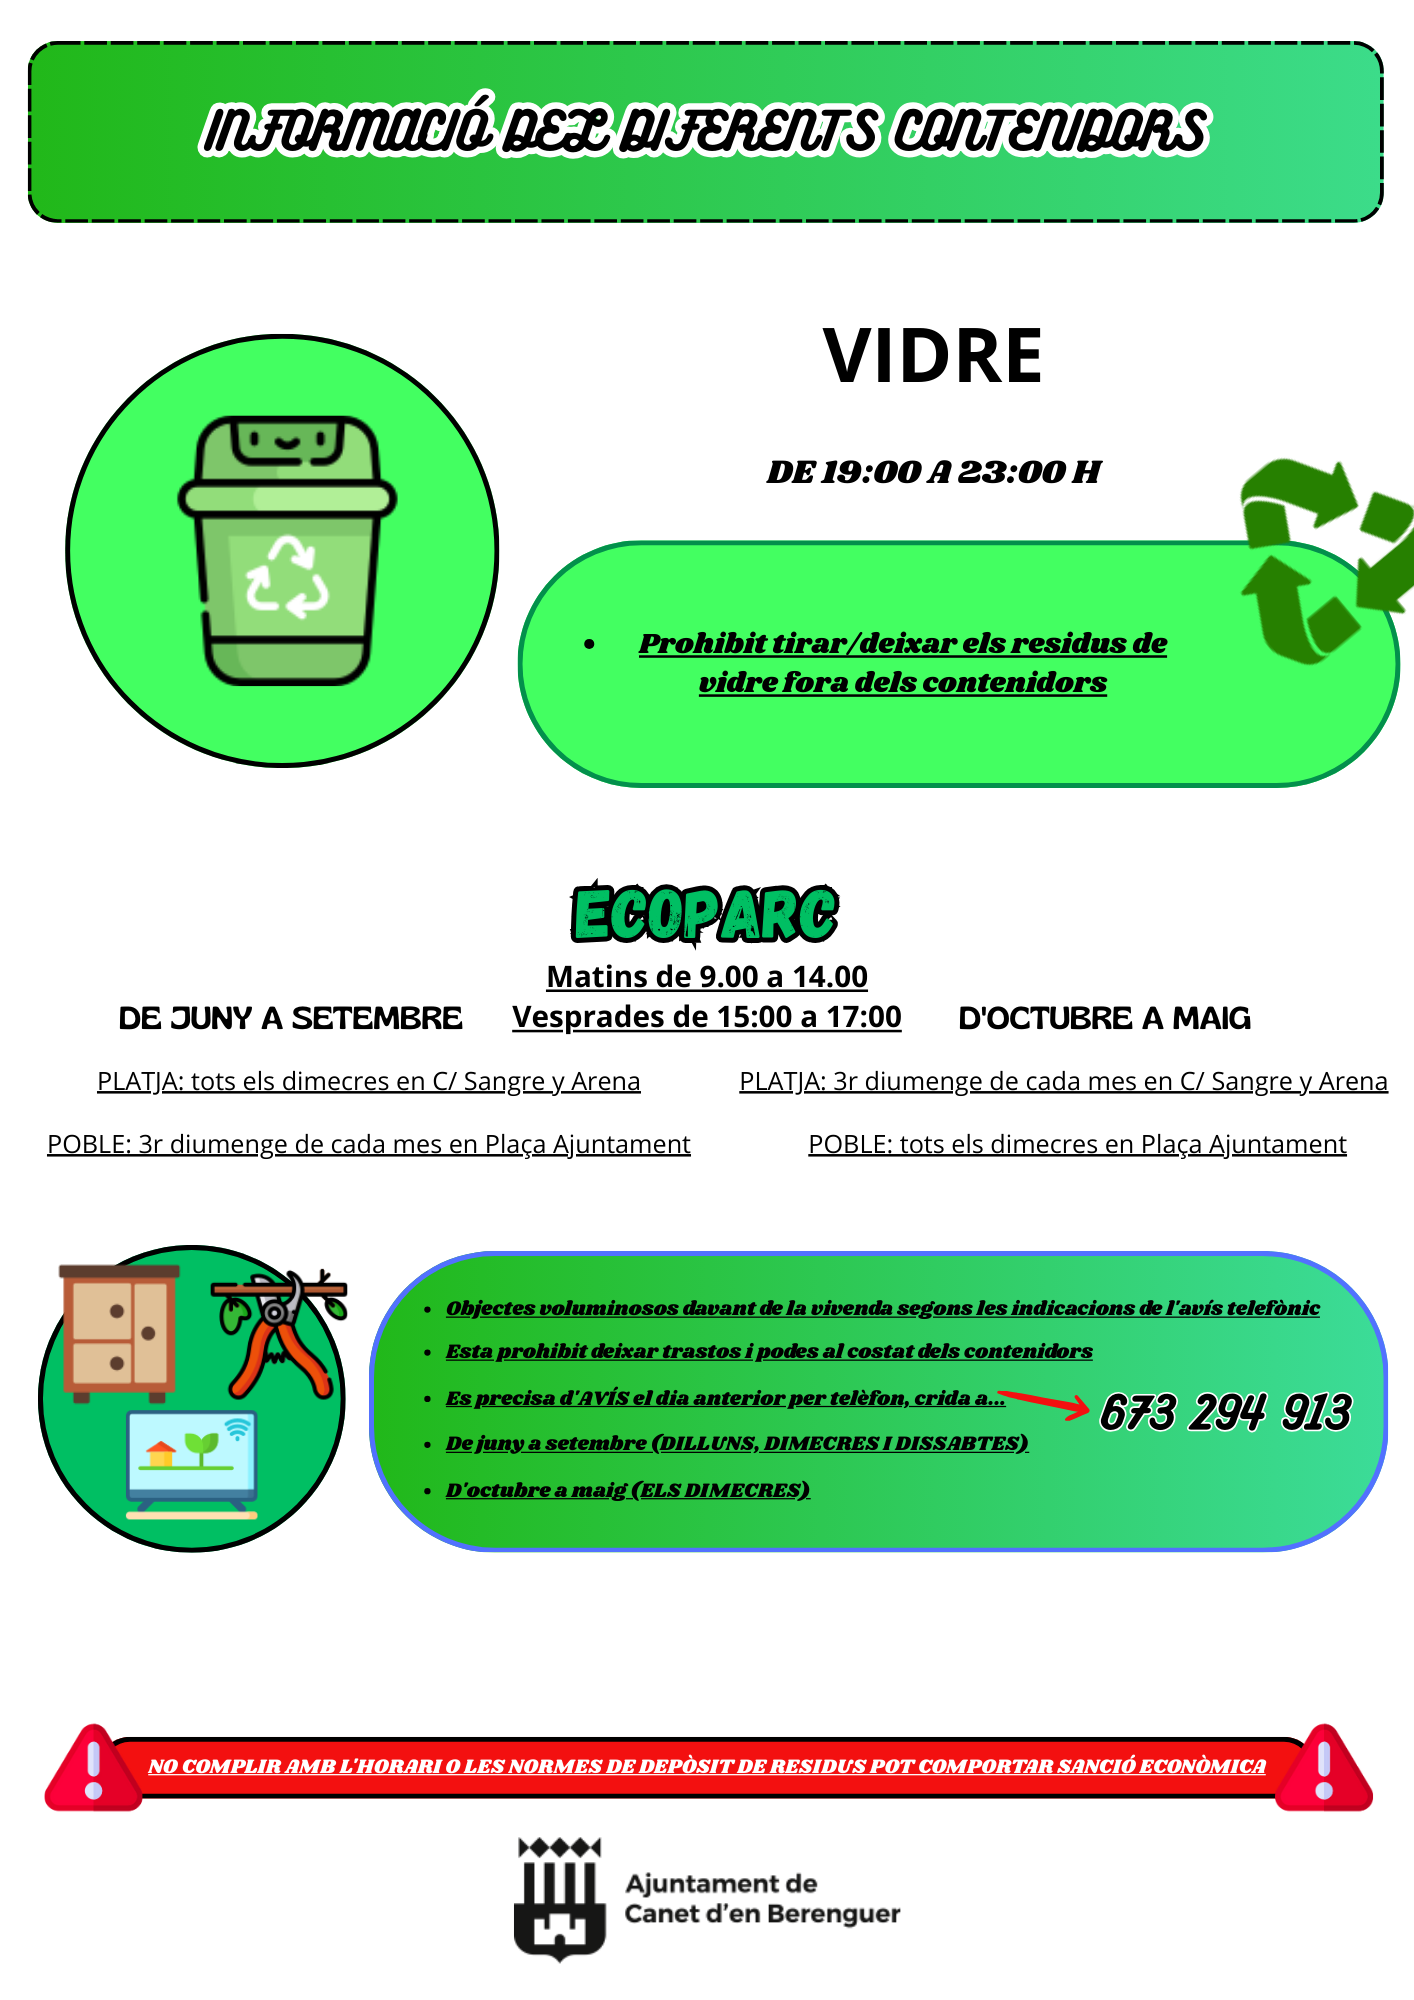 INFORMACIÓ DEL DIFERENTS CONTENIDORS
VIDRE
DE 19:00 A 23:00 H
• Prohibit tirar/deixar els residus de
vidre fora dels contenidors
ECOPARC
Matins de 9.00 a 14.00
Vesprades de 15:00 a 17:00
DE JUNY A SETEMBRE
PLATJA: tots els dimecres en C/ Sangre y Arena
POBLE: 3r diumenge de cada mes en Plaça Ajuntament
D'OCTUBRE A MAIG
PLATJA: 3r diumenge de cada mes en C/ Sangre y Arena
POBLE: tots els dimecres en Plaça Ajuntament
• Objectes voluminosos davant de la vivenda segons les indicacions de l'avís telefònic
• Esta prohibit deixar trastos i podes al costat dels contenidors
• Es precisa d'AVÍS el dia anterior per telèfon, crida a...
673 294 913
• De juny a setembre (DILLUNS, DIMECRES I DISSABTES)
• D'octubre a maig (ELS DIMECRES)
NO COMPLIR AMB L'HORARI O LES NORMES DE DEPÒSIT DE RESIDUS POT COMPORTAR SANCIÓ ECONÒMICA
Ajuntament de
Canet d'en Berenguer